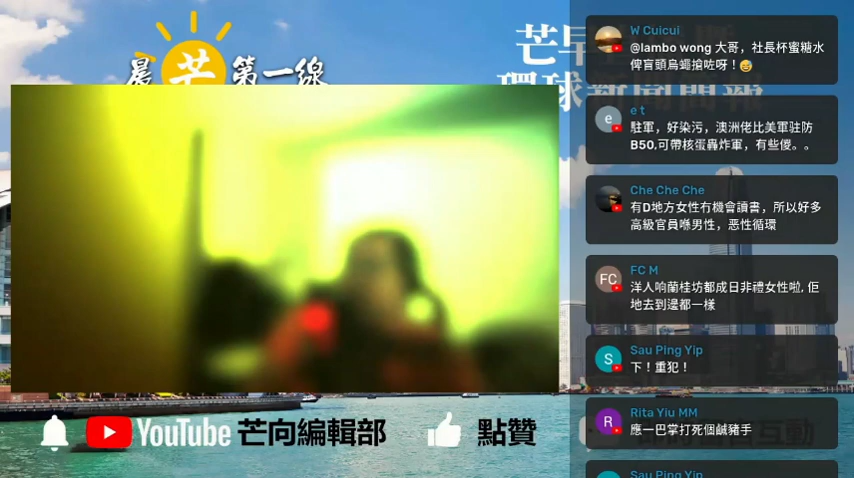 晨 芒 第一線
芒早
環球新聞簡報
W Cuicui
@lambo wong 大哥，社長杯蜜糖水
俾盲頭烏蠅搶咗呀！😅
e t
駐軍，好染污，澳洲佬比美軍驻防
B50,可帶核蛋轟炸軍，有些傻。。
Che Che Che
有D地方女性冇機會讀書，所以好多
高級官員喺男性，恶性循環
FC M
洋人响蘭桂坊都成日非禮女性啦, 佢
地去到邊都一樣
Sau Ping Yip
下！重犯！
Rita Yiu MM
應一巴掌打死個鹹豬手
Sau Ping Yip
YouTube 芒向編輯部 點贊
互動